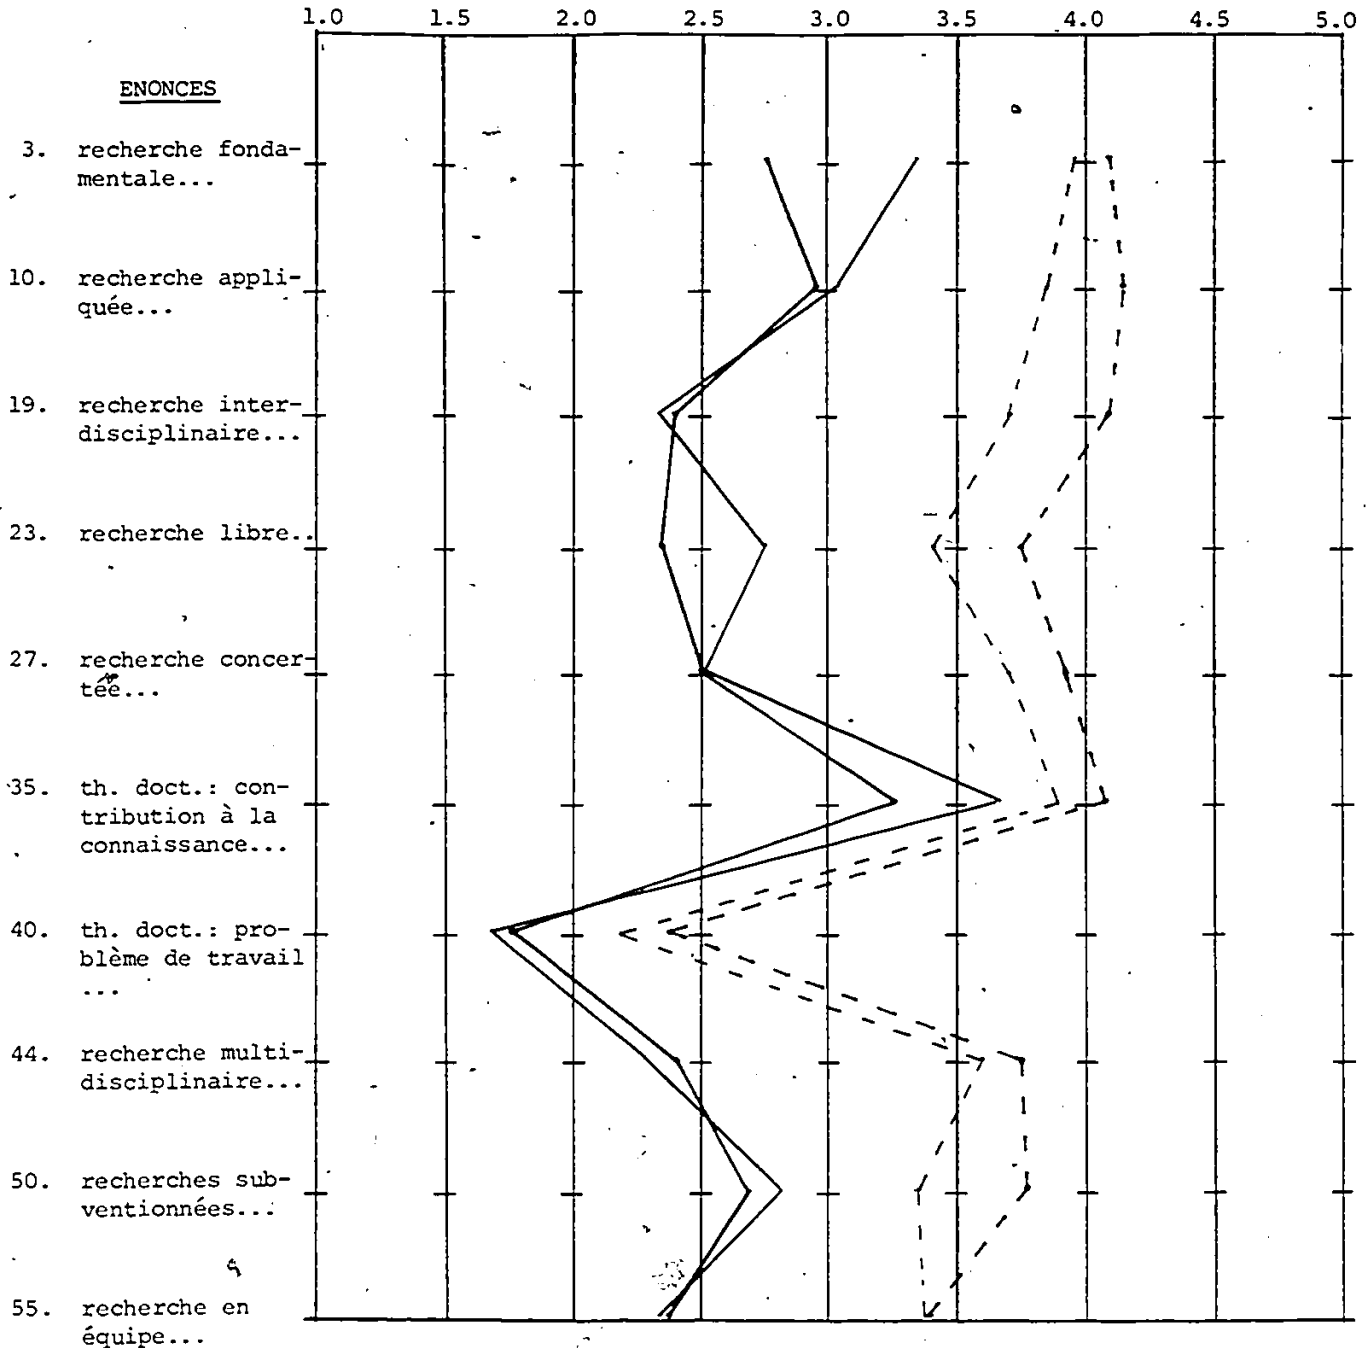 1.0 1.5 2.0 2.5 3.0 3.5 4.0 4.5 5.0
ENONCES
3. recherche fonda-
mentale...
10. recherche appli-
quée...
19. recherche inter-
disciplinaire...
23. recherche libre..
27. recherche concer-
tée...
35. th. doct.: con-
tribution à la
connaissance...
40. th. doct.: pro-
blème de travail
...
44. recherche multi-
disciplinaire...
50. recherches sub-
ventionnées...
55. recherche en
équipe...